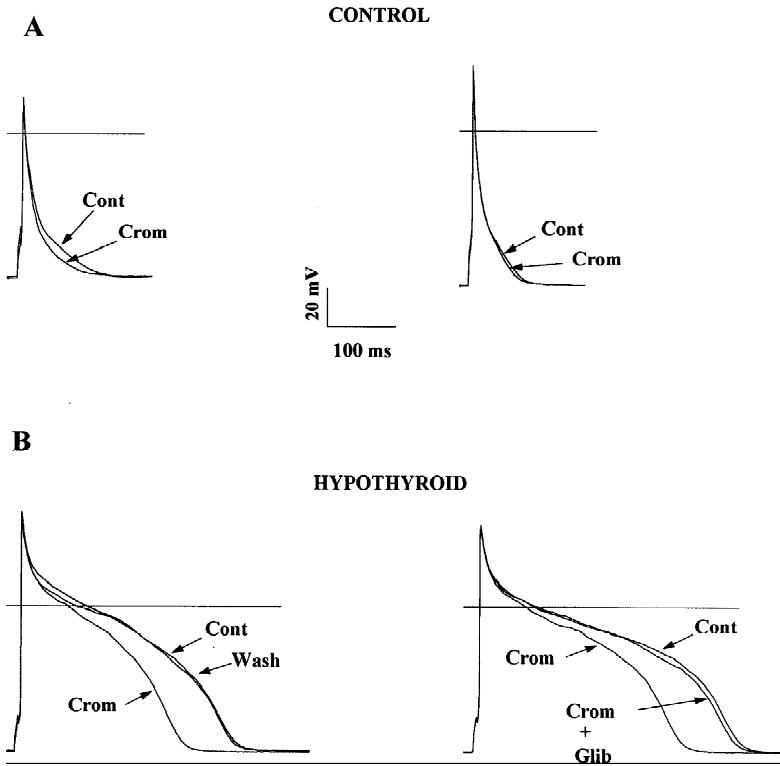 A
CONTROL
Cont
Crom
Cont
Crom
20 mV
100 ms
B
HYPOTHYROID
Cont
Wash
Crom
Cont
Crom
Crom
+
Glib